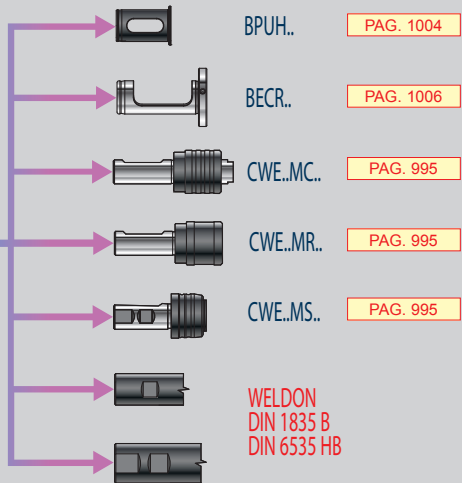 BPUH.. PAG. 1004
BECR.. PAG. 1006
CWE..MC.. PAG. 995
CWE..MR.. PAG. 995
CWE..MS.. PAG. 995
WELDON
DIN 1835 B
DIN 6535 HB